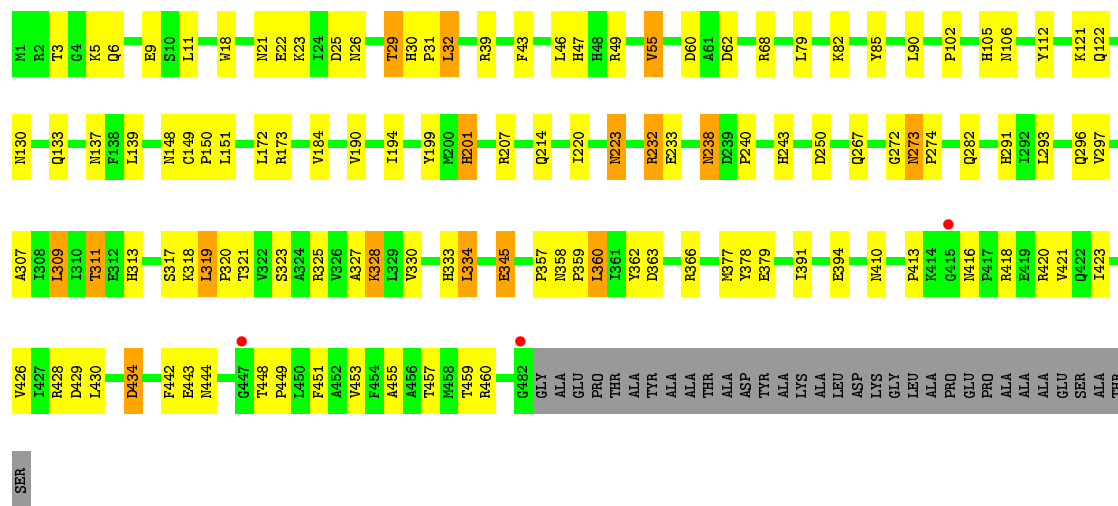 M1 R2 T3 G4 K5 Q6 E9 S10 L11 W18 N21 E22 K23 I24 D25 N26 T29 H30 P31 L32 R39 F43 L46 H47 H48 R49 V55 D60 A61 D62 R68 L79 K82 Y85 L90 P102 H105 N106 Y112 K121 Q122
N130 Q133 N137 F138 L139 N148 C149 P150 L151 L172 R173 V184 V190 I194 Y199 M200 H201 R207 Q214 I220 N223 R232 E233 N238 D239 P240 H243 D250 Q267 G272 N273 P274 Q282 H291 I292 L293 Q296 V297
A307 I308 L309 I310 T311 E312 H313 S317 K318 L319 P320 T321 V322 S323 A324 R325 V326 A327 K328 L329 V330 H333 L334 E345 P357 N358 P359 L360 I361 Y362 D363 R366 M377 Y378 E379 I391 E394 N410 P413 K414 G415 N416 P417 R418 E419 R420 V421 Q422 I423
V426 I427 R428 D429 L430 D434 F442 E443 N444 G447 T448 P449 L450 F451 A452 V453 F454 A455 A456 T457 M458 T459 R460 G482 GLY ALA GLU PRO THR ALA TYR ALA ALA THR ALA ASP TYR ALA LYS ALA LEU ASP LYS GLY LEU ALA PRO GLU PRO ALA ALA ALA GLU SER ALA THR
SER